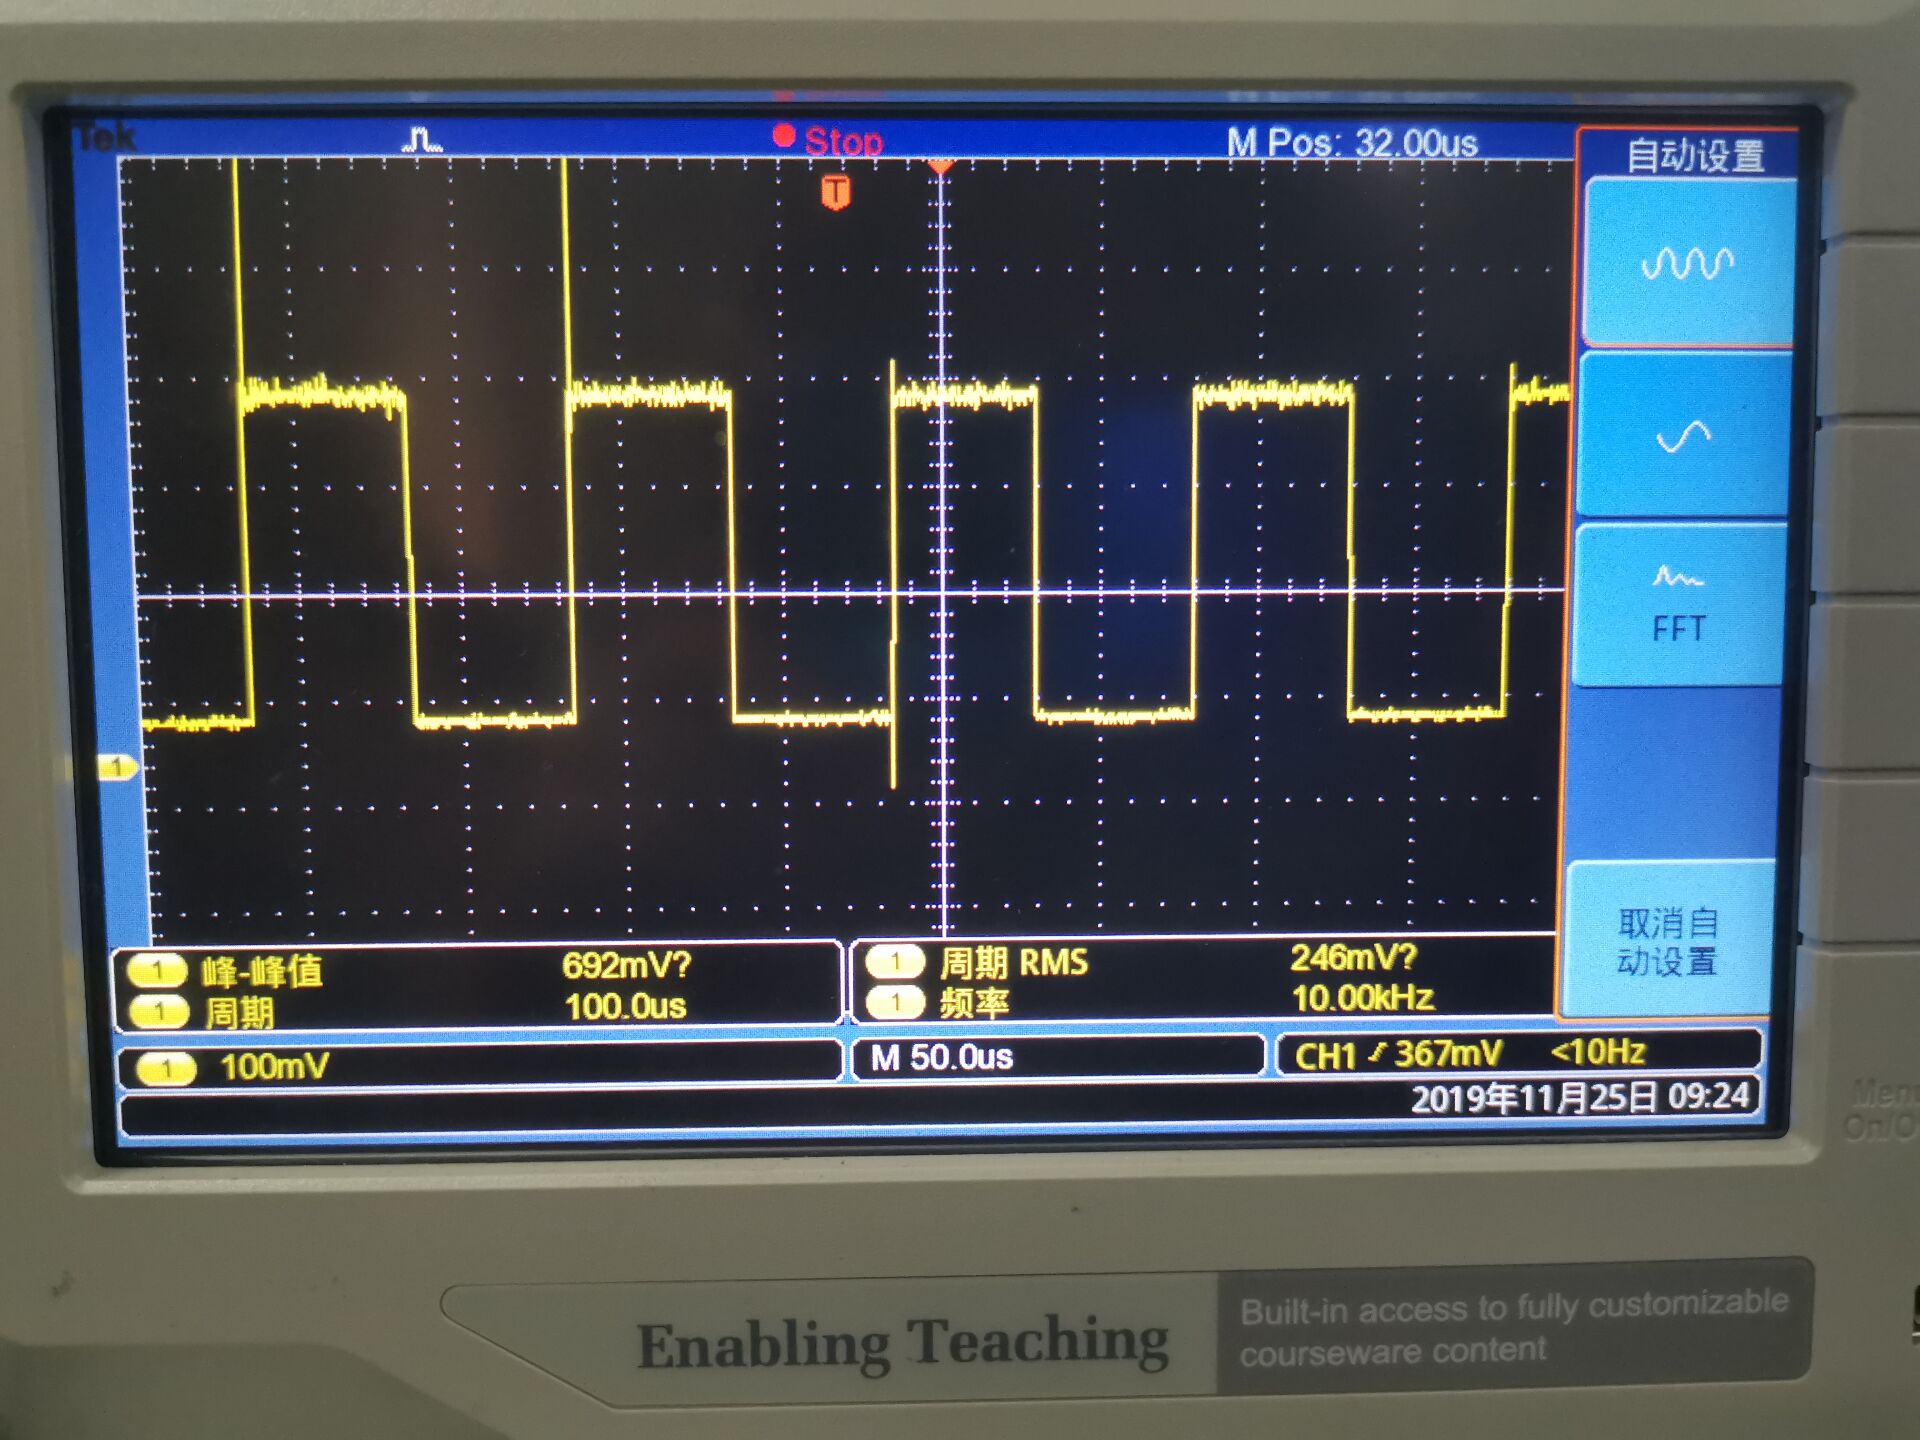 Tek
Stop
M Pos: 32.00us
自动设置
T
FFT
取消自
动设置
1
1 峰-峰值 692mV?
1 周期 100.0us
1 周期 RMS 246mV?
1 频率 10.00kHz
1 100mV
M 50.0us
CH1 367mV <10Hz
2019年11月25日 09:24
Menu
On/O
Enabling Teaching
Built-in access to fully customizable
courseware content